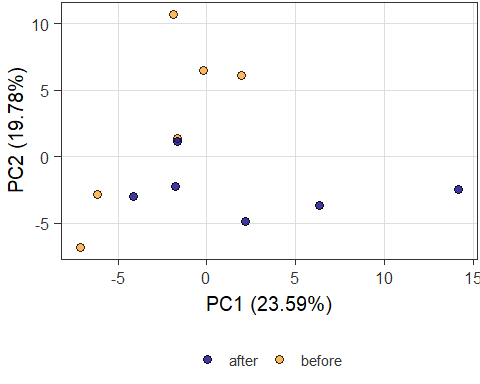 10
5
0
-5
PC2 (19.78%)
-5 0 5 10 15
PC1 (23.59%)
after before